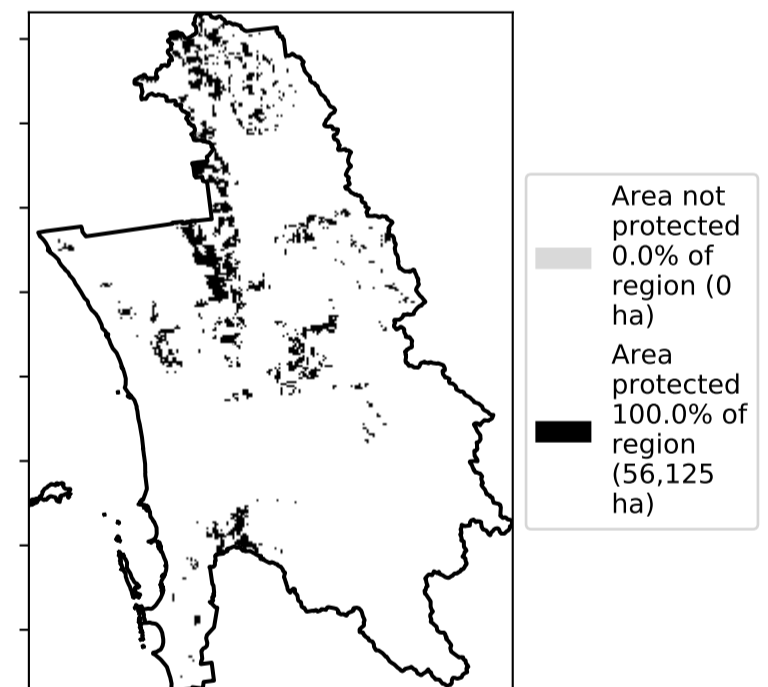 Area not
protected
0.0% of
region (0
ha)
Area
protected
100.0% of
region
(56,125
ha)